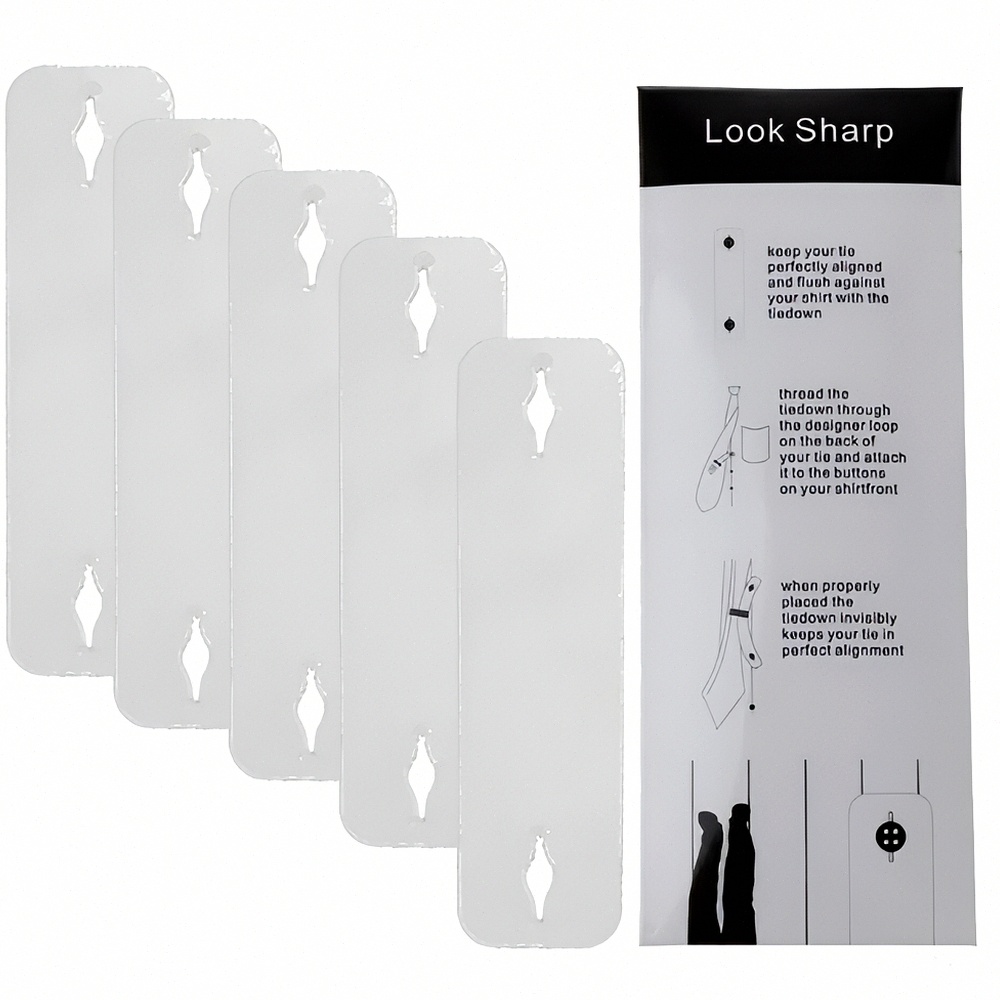 Look Sharp
keep your tie
perfectly aligned
and flush against
your shirt with the
tiedown
thread the
tiedown through
the designer loop
on the back of
your tie and attach
it to the buttons
on your shirtfront
when properly
placed the
tiedown invisibly
keeps your tie in
perfect alignment